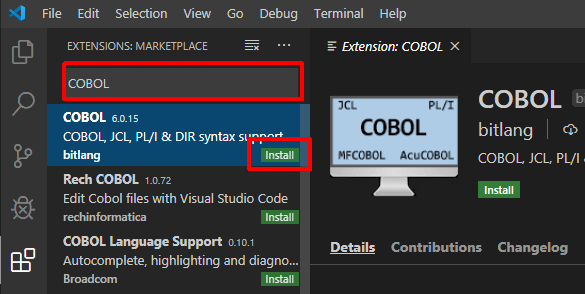 File Edit Selection View Go Debug Terminal Help
EXTENSIONS: MARKETPLACE
COBOL
COBOL 6.0.15
COBOL, JCL, PL/I & DIR syntax support
bitlang Install
Rech COBOL 1.0.72
Edit Cobol files with Visual Studio Code
rechinformatica Install
COBOL Language Support 0.10.1
Autocomplete, highlighting and diagno...
Broadcom Install
Extension: COBOL
JCL PL/I
COBOL
MFCOBOL AcuCOBOL
COBOL
bitlang
COBOL, JCL, PL/I
Install
Details Contributions Changelog